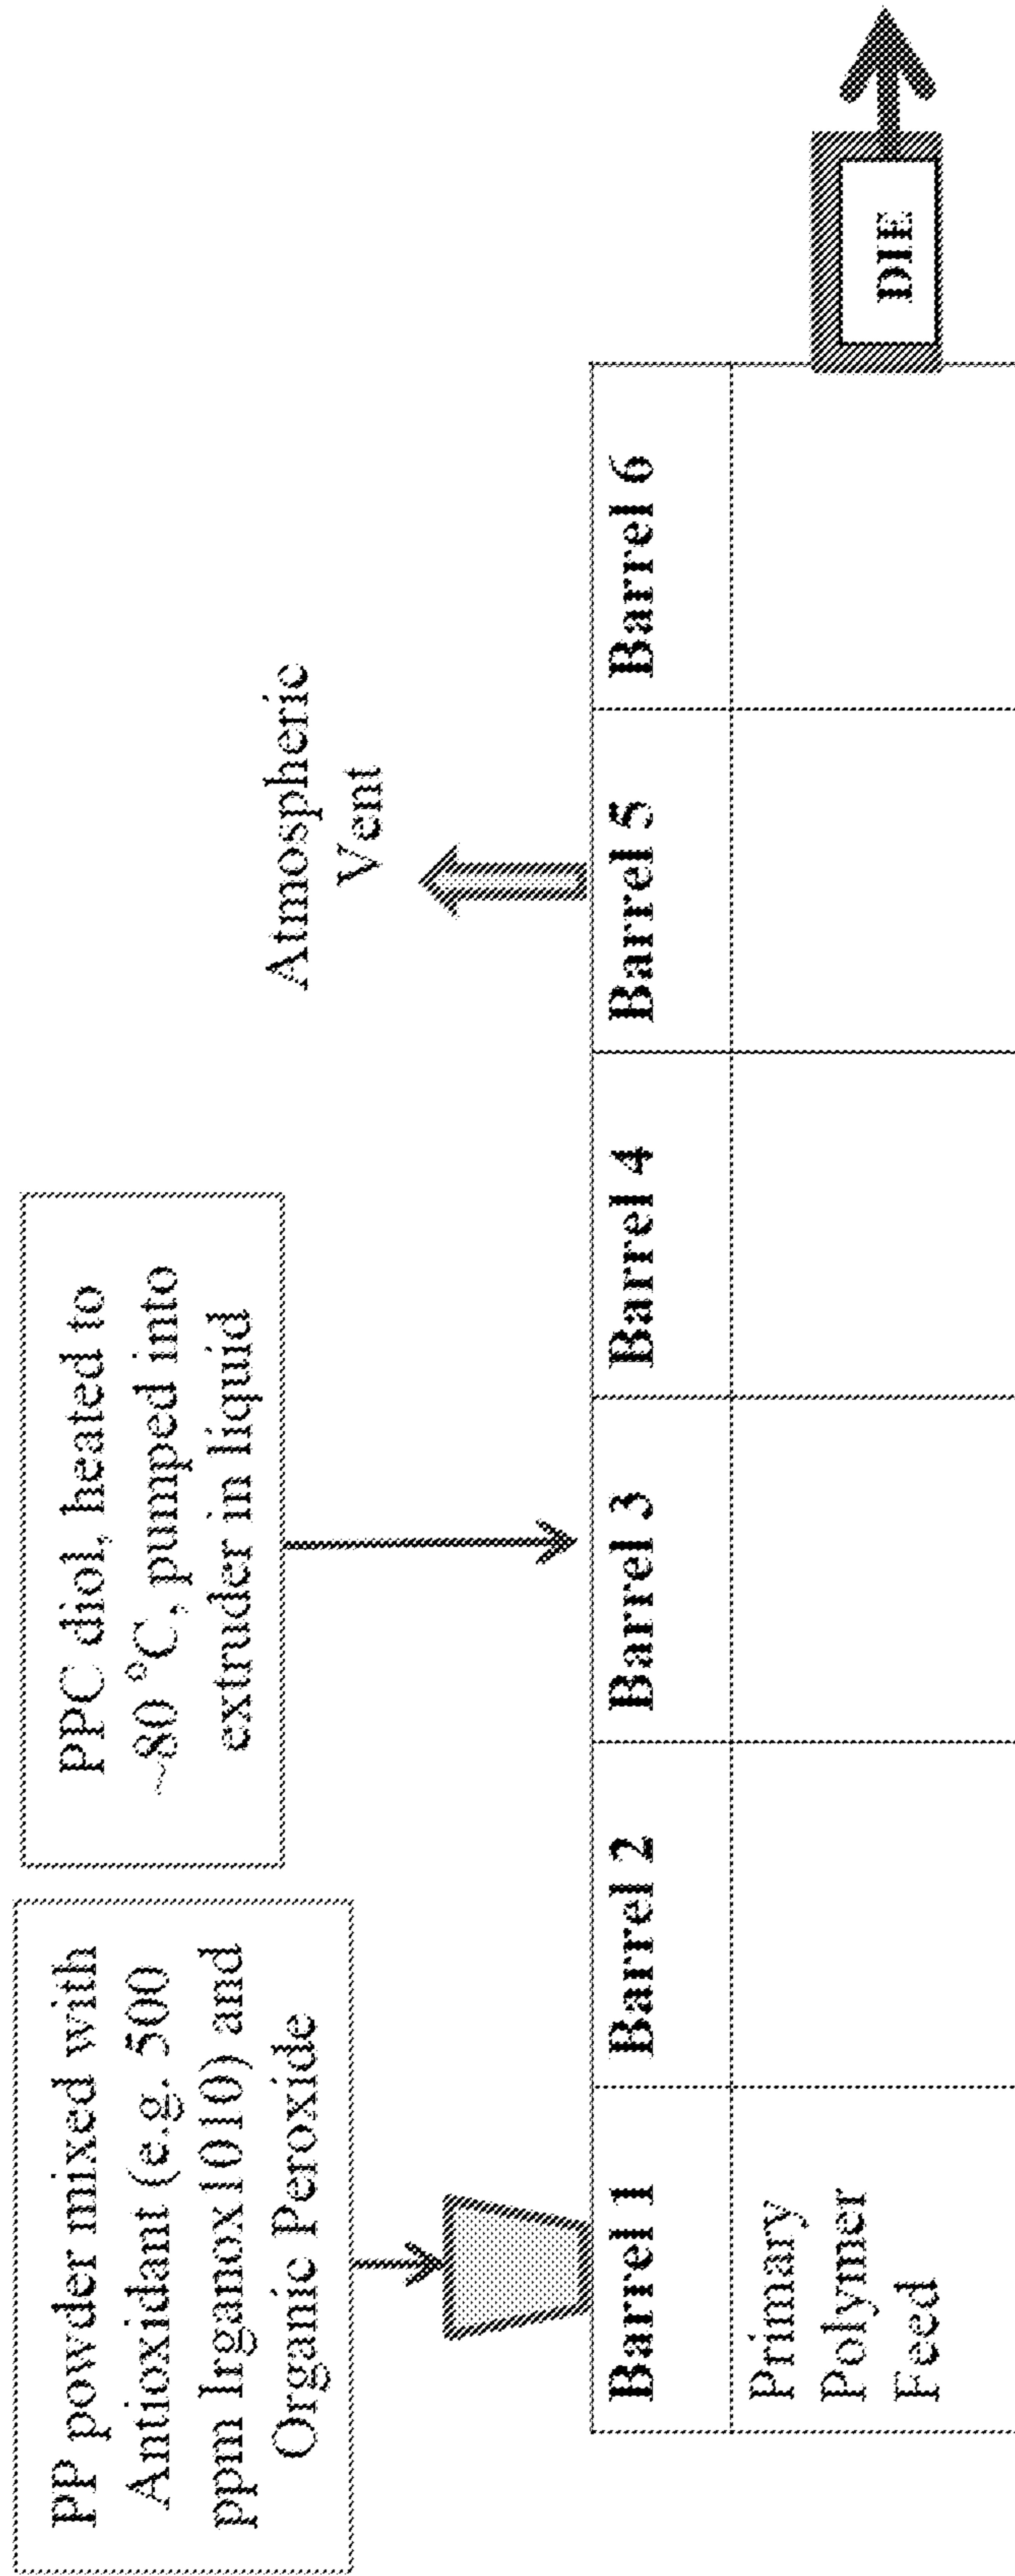 PP powder mixed with
Antioxidant (e.g. 500
ppm Irganox1010) and
Organic Peroxide
PPC diol, heated to
~80 °C, pumped into
extruder in liquid
Atmospheric
Vent
Barrel 1
Barrel 2
Barrel 3
Barrel 4
Barrel 5
Barrel 6
Primary
Polymer
Feed
DIE